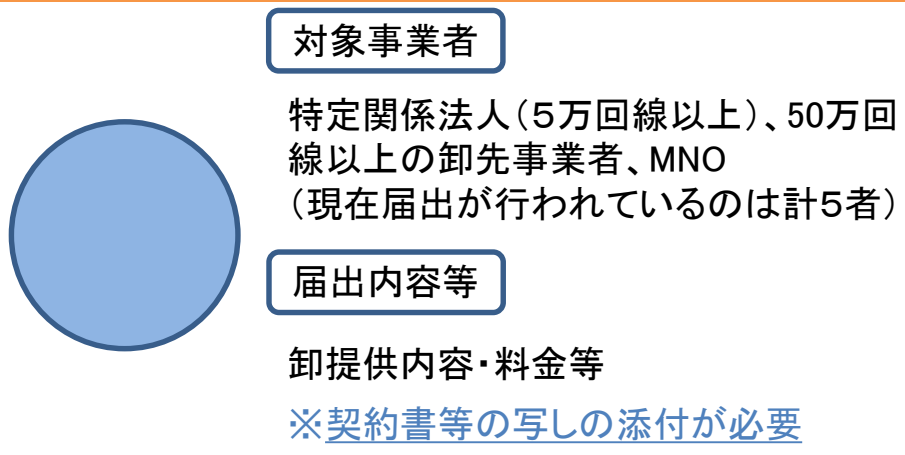 対象事業者
特定関係法人（５万回線以上）、50万回
線以上の卸先事業者、MNO
（現在届出が行われているのは計５者）
届出内容等
卸提供内容・料金等
※契約書等の写しの添付が必要